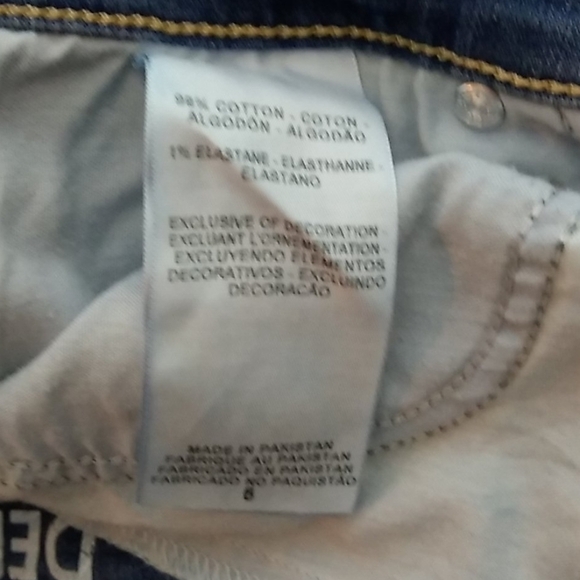 99% COTTON - COTON -
ALGODÓN - ALGODÃO
1% ELASTANE - ELASTHANNE -
ELASTANO
EXCLUSIVE OF DECORATION -
EXCLUANT L'ORNEMENTATION -
EXCLUYENDO ELEMENTOS
DECORATIVOS - EXCLUINDO
DECORAÇÃO
MADE IN PAKISTAN
FABRIQUE AU PAKISTAN
FABRICADO EN PAKISTAN
FABRICADO NO PAQUISTÃO